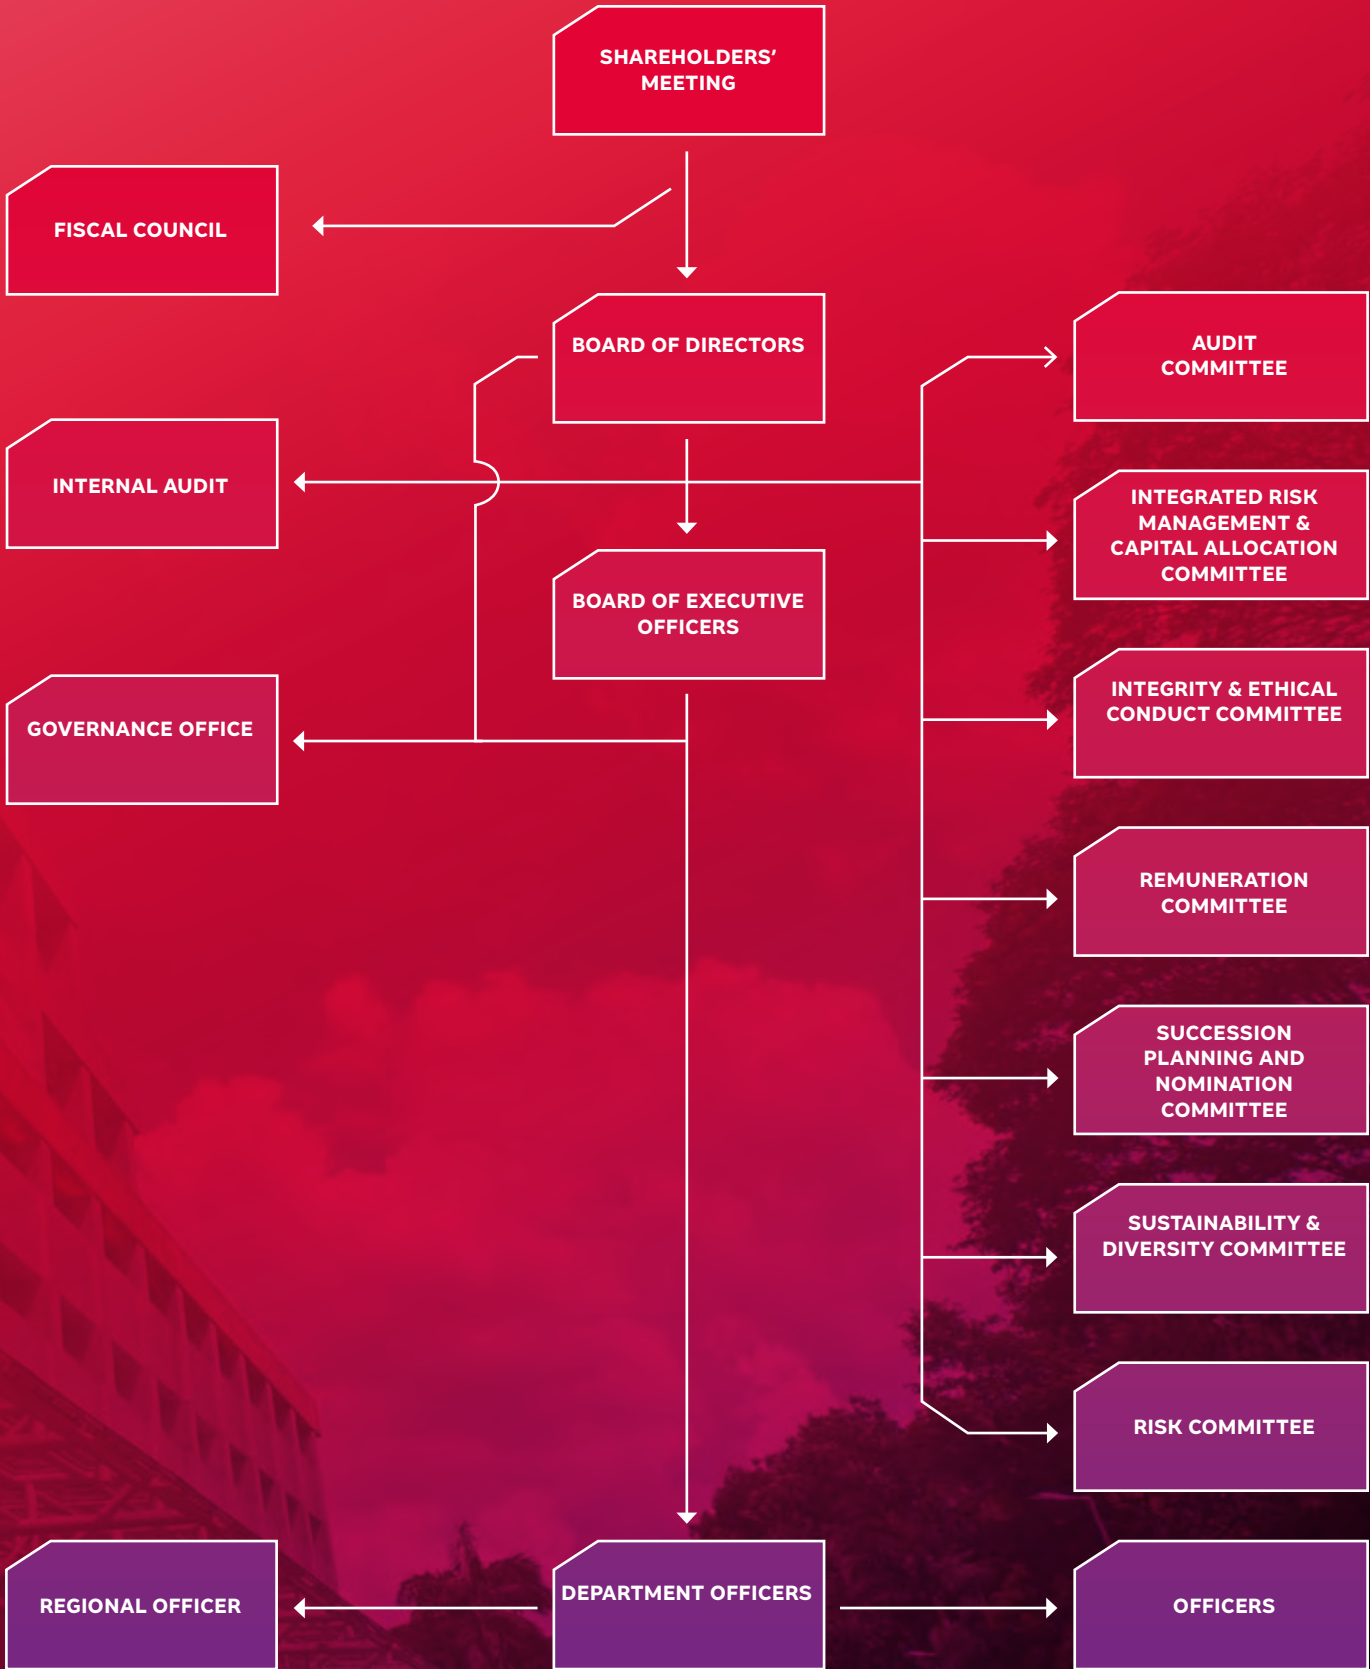 SHAREHOLDERS’
MEETING
FISCAL COUNCIL
BOARD OF DIRECTORS
AUDIT
COMMITTEE
INTERNAL AUDIT
INTEGRATED RISK
MANAGEMENT &
CAPITAL ALLOCATION
COMMITTEE
BOARD OF EXECUTIVE
OFFICERS
GOVERNANCE OFFICE
INTEGRITY & ETHICAL
CONDUCT COMMITTEE
REMUNERATION
COMMITTEE
SUCCESSION
PLANNING AND
NOMINATION
COMMITTEE
SUSTAINABILITY &
DIVERSITY COMMITTEE
RISK COMMITTEE
REGIONAL OFFICER
DEPARTMENT OFFICERS
OFFICERS